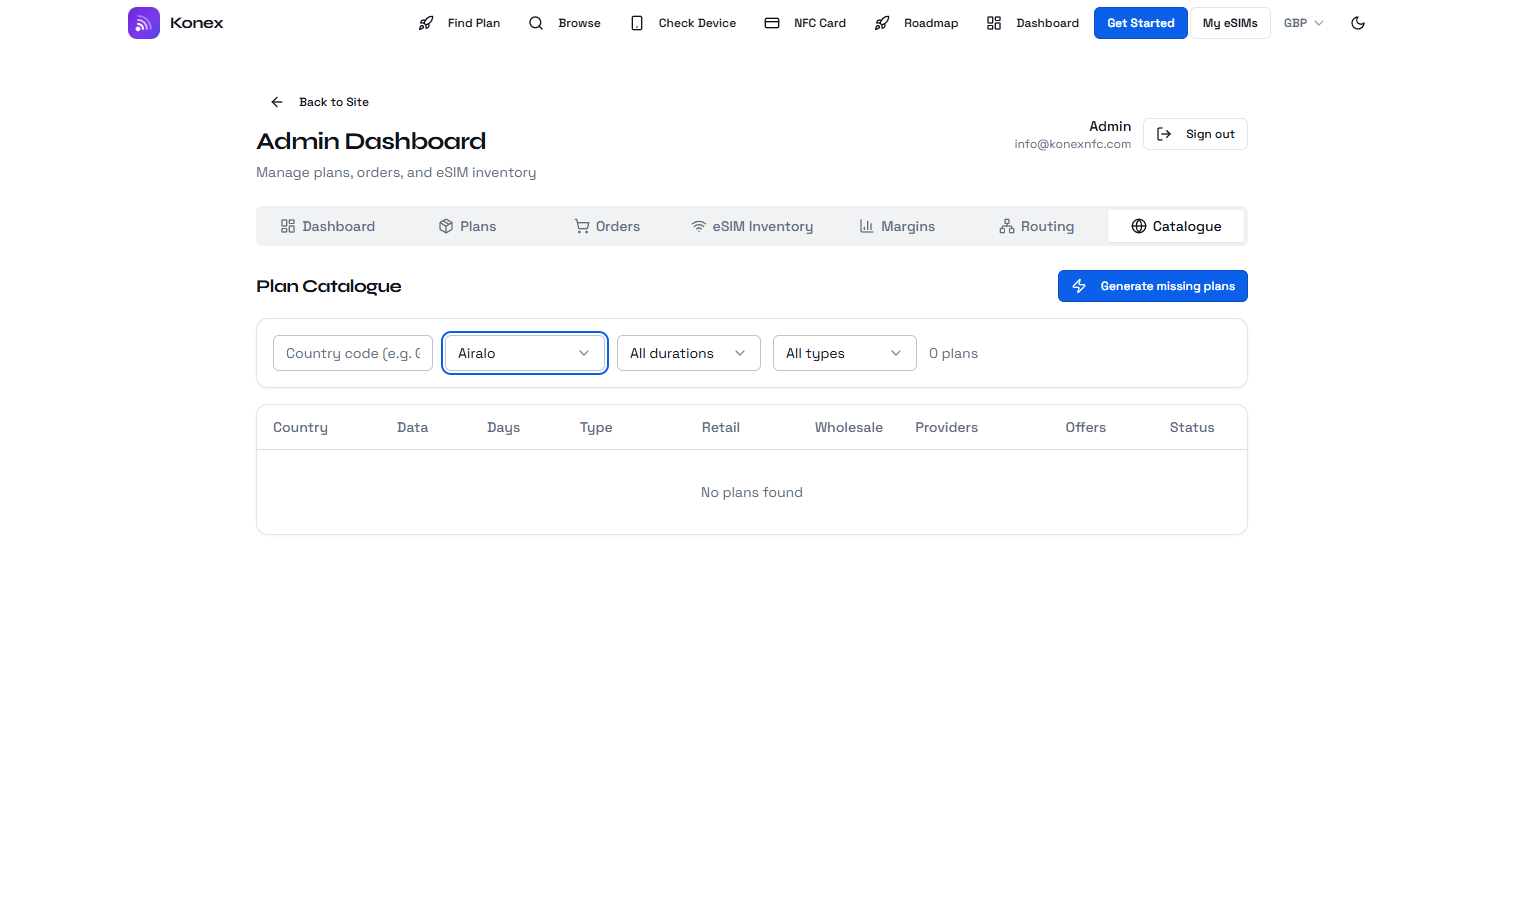 Konex
Find Plan
Browse
Check Device
NFC Card
Roadmap
Dashboard
Get Started
My eSIMs
GBP
Back to Site
Admin Dashboard
Manage plans, orders, and eSIM inventory
Admin
info@konexnfc.com
Sign out
Dashboard
Plans
Orders
eSIM Inventory
Margins
Routing
Catalogue
Plan Catalogue
Generate missing plans
Country code (e.g.
Airalo
All durations
All types
0 plans
Country Data Days Type Retail Wholesale Providers Offers Status
No plans found